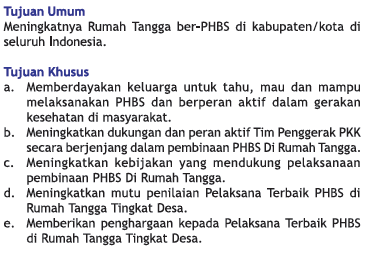 Tujuan Umum
Meningkatnya Rumah Tangga ber-PHBS di kabupaten/kota di
seluruh Indonesia.
Tujuan Khusus
a. Memberdayakan keluarga untuk tahu, mau dan mampu
melaksanakan PHBS dan berperan aktif dalam gerakan
kesehatan di masyarakat.
b. Meningkatkan dukungan dan peran aktif Tim Penggerak PKK
secara berjenjang dalam pembinaan PHBS Di Rumah Tangga.
c. Meningkatkan kebijakan yang mendukung pelaksanaan
pembinaan PHBS Di Rumah Tangga.
d. Meningkatkan mutu penilaian Pelaksana Terbaik PHBS di
Rumah Tangga Tingkat Desa.
e. Memberikan penghargaan kepada Pelaksana Terbaik PHBS
di Rumah Tangga Tingkat Desa.